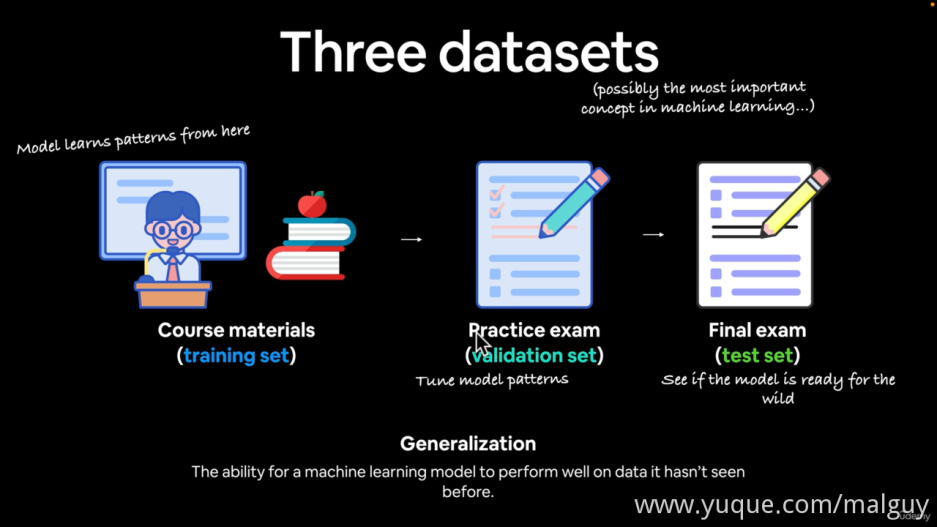 Three datasets
(possibly the most important
concept in machine learning...)
Model learns patterns from here
Course materials
(training set)
Practice exam
(validation set)
Tune model patterns
Final exam
(test set)
See if the model is ready for the
wild
Generalization
The ability for a machine learning model to perform well on data it hasn't seen
before.
www.yuque.com/malguy
Udemy